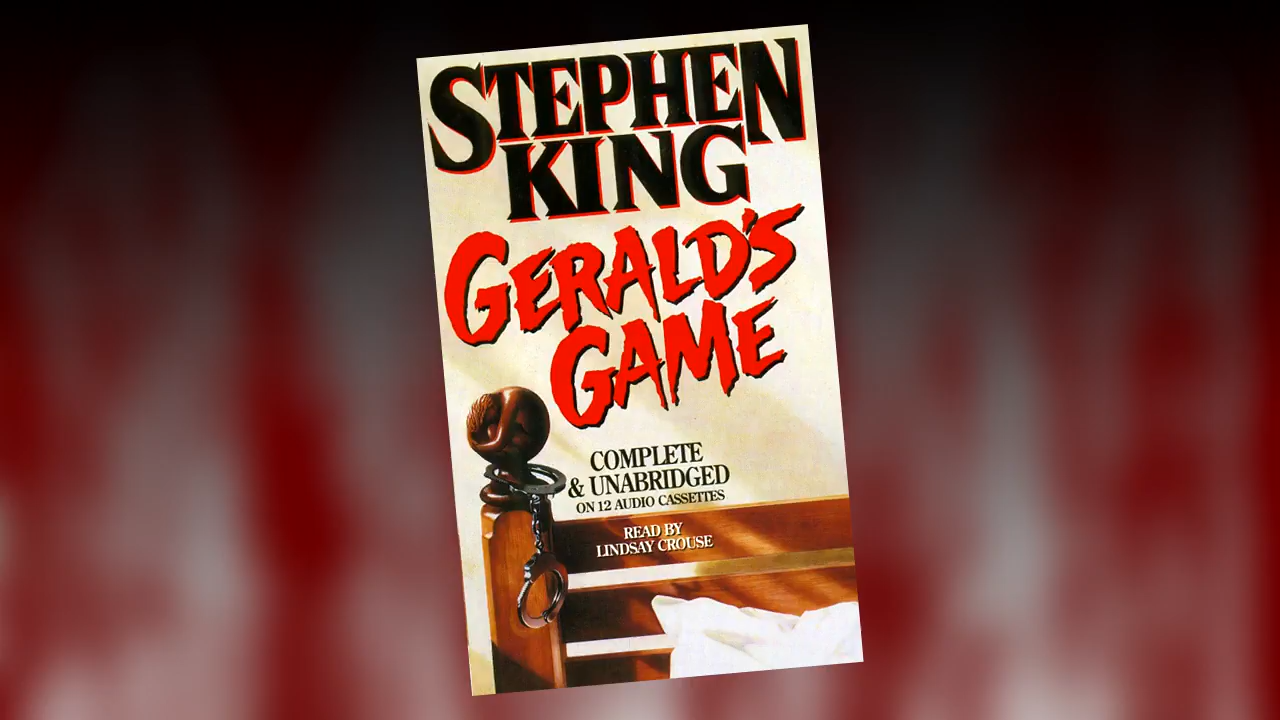 STEPHEN
KING
GERALD'S
GAME
COMPLETE
& UNABRIDGED
ON 12 AUDIO CASSETTES
READ BY
LINDSAY CROUSE